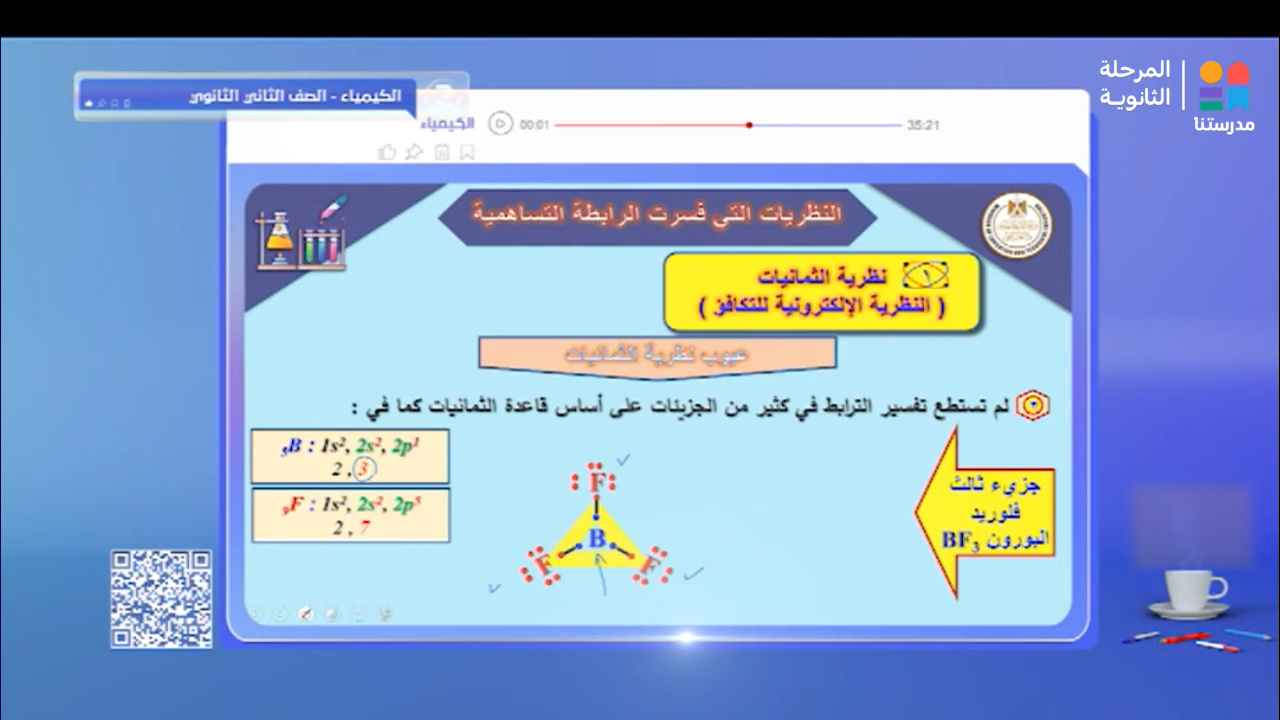 المرحلة
الثانوية
مدرستنا
الكيمياء - الصف الثاني الثانوي
الكيمياء
00:01
35:21
النظريات التى فسرت الرابطة التساهمية
١ نظرية الثمانيات
( النظرية الإلكترونية للتكافؤ )
عيوب نظرية الثمانيات
لم تستطع تفسير الترابط في كثير من الجزيئات على أساس قاعدة الثمانيات كما في :
جزيء ثالث
فلوريد
البورون BF₃
₅B : 1s², 2s², 2p¹
2 , 3
₉F : 1s², 2s², 2p⁵
2 , 7
F
B
F
F